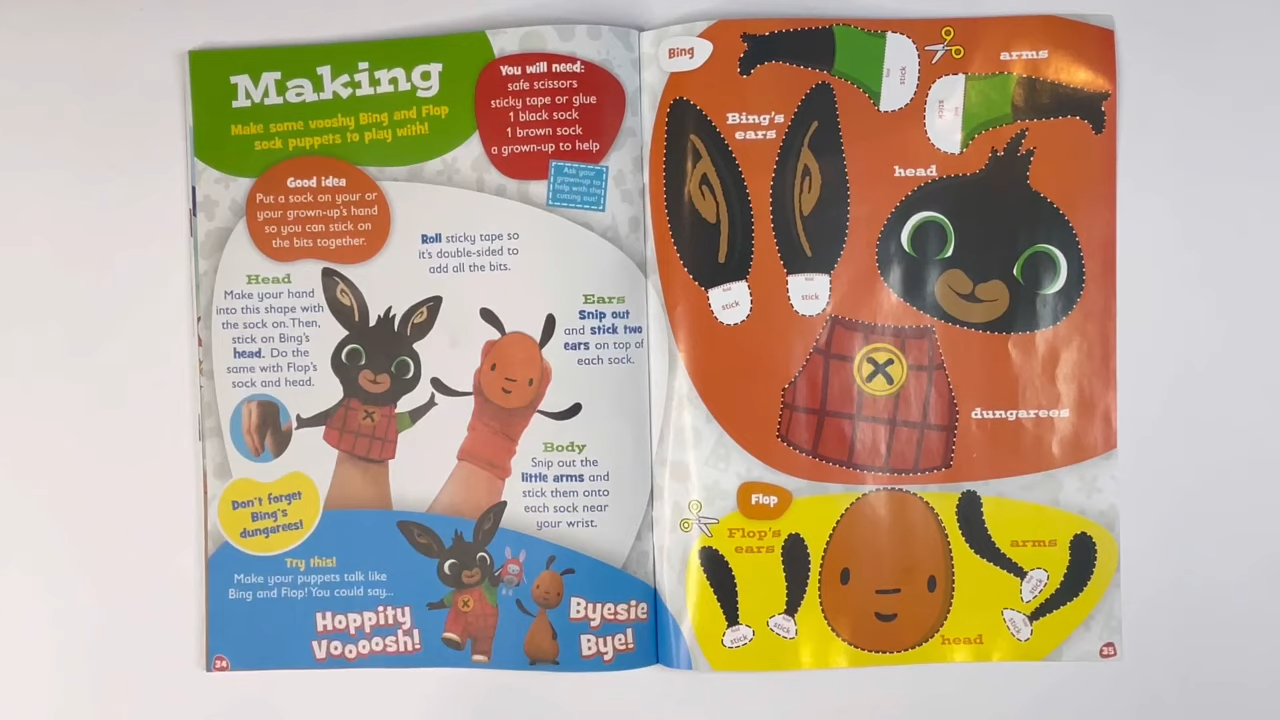 Making
Make some vooshy Bing and Flop
sock puppets to play with!
You will need:
safe scissors
sticky tape or glue
1 black sock
1 brown sock
a grown-up to help
Ask your
grown-up to
help with the
cutting out!
Good idea
Put a sock on your or
your grown-up's hand
so you can stick on
the bits together.
Roll sticky tape so
it's double-sided to
add all the bits.
Head
Make your hand
into this shape with
the sock on. Then,
stick on Bing's
head. Do the
same with Flop's
sock and head.
Ears
Snip out
and stick two
ears on top of
each sock.
Body
Snip out the
little arms and
stick them onto
each sock near
your wrist.
Don't forget
Bing's
dungarees!
Try this!
Make your puppets talk like
Bing and Flop! You could say...
Hoppity
Voooosh!
Byesie
Bye!
34
Bing
arms
fold
stick
fold
stick
Bing's
ears
head
fold
stick
fold
stick
dungarees
Flop
Flop's
ears
arms
fold
stick
fold
stick
stick
stick
head
35